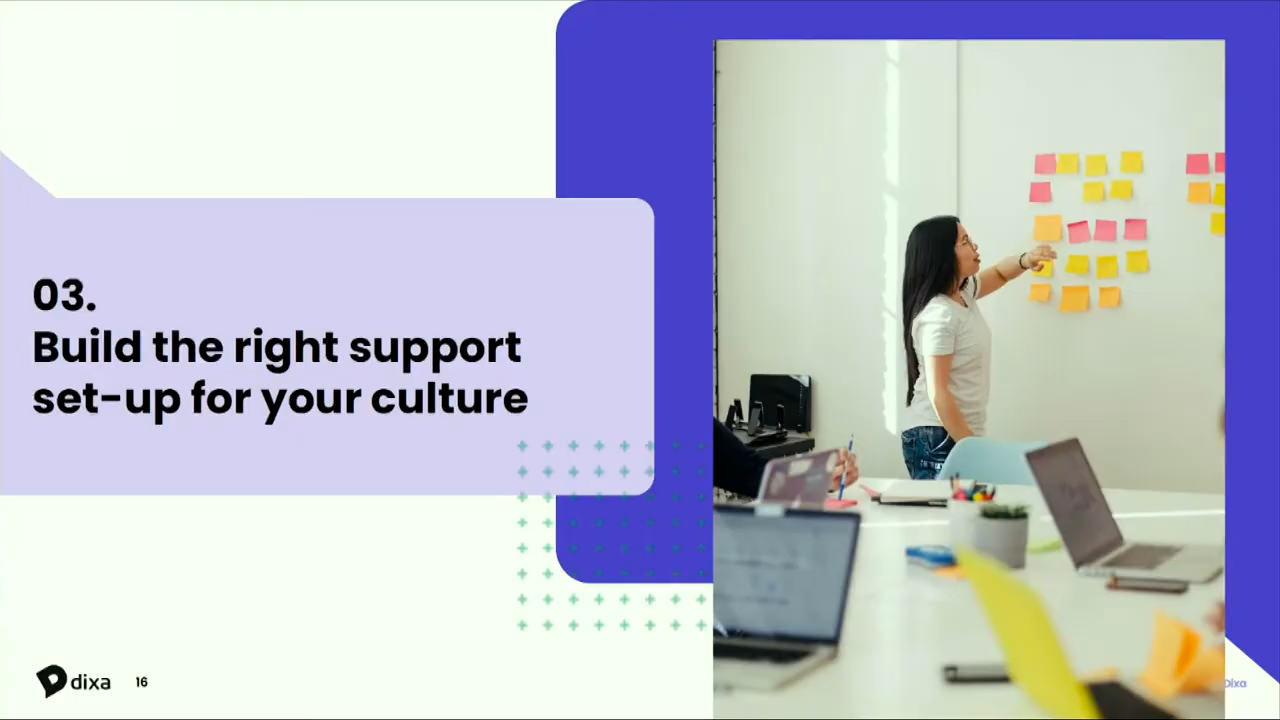 03.
Build the right support
set-up for your culture
dixa
16
Dixa